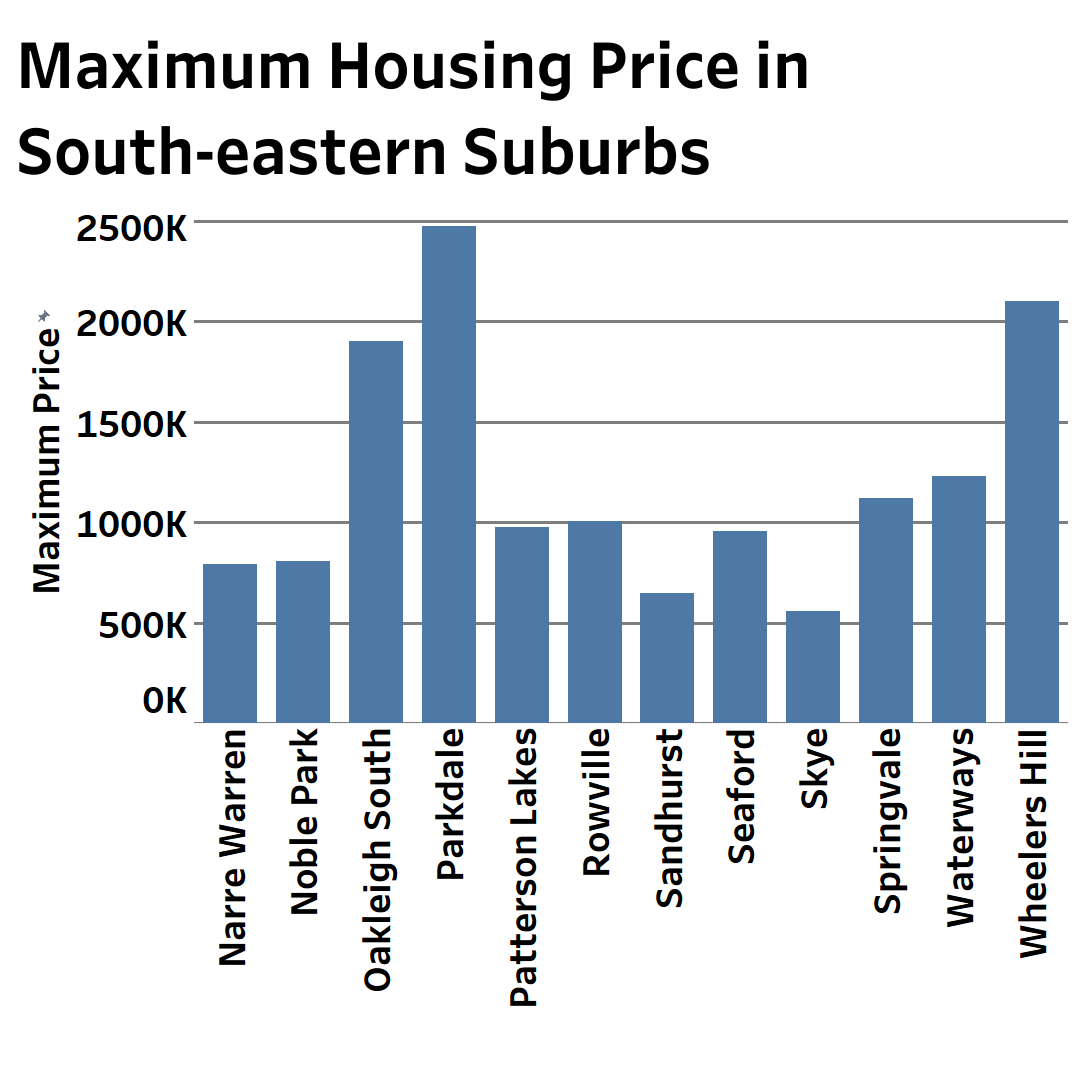 Maximum Housing Price in
South-eastern Suburbs
Maximum Price
2500K
2000K
1500K
1000K
500K
0K
Narre Warren
Noble Park
Oakleigh South
Parkdale
Patterson Lakes
Rowville
Sandhurst
Seaford
Skye
Springvale
Waterways
Wheelers Hill